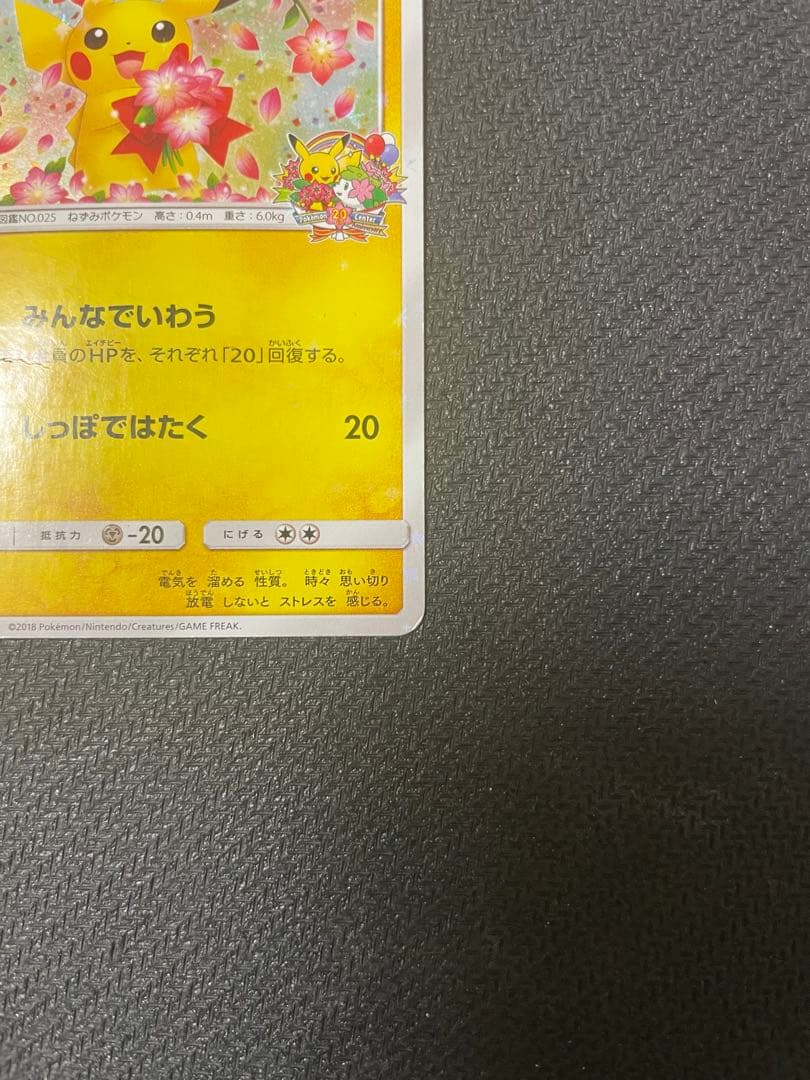 図鑑NO.025 ねずみポケモン 高さ:0.4m 重さ:6.0kg
Pokémon 20 Center
みんなでいわう
員のHPを、それぞれ「20」回復する。
しっぽではたく 20
抵抗力 -20 にげる
電気を 溜める 性質。 時々 思い切り
放電 しないと ストレスを 感じる。
©2018 Pokémon/Nintendo/Creatures/GAME FREAK.